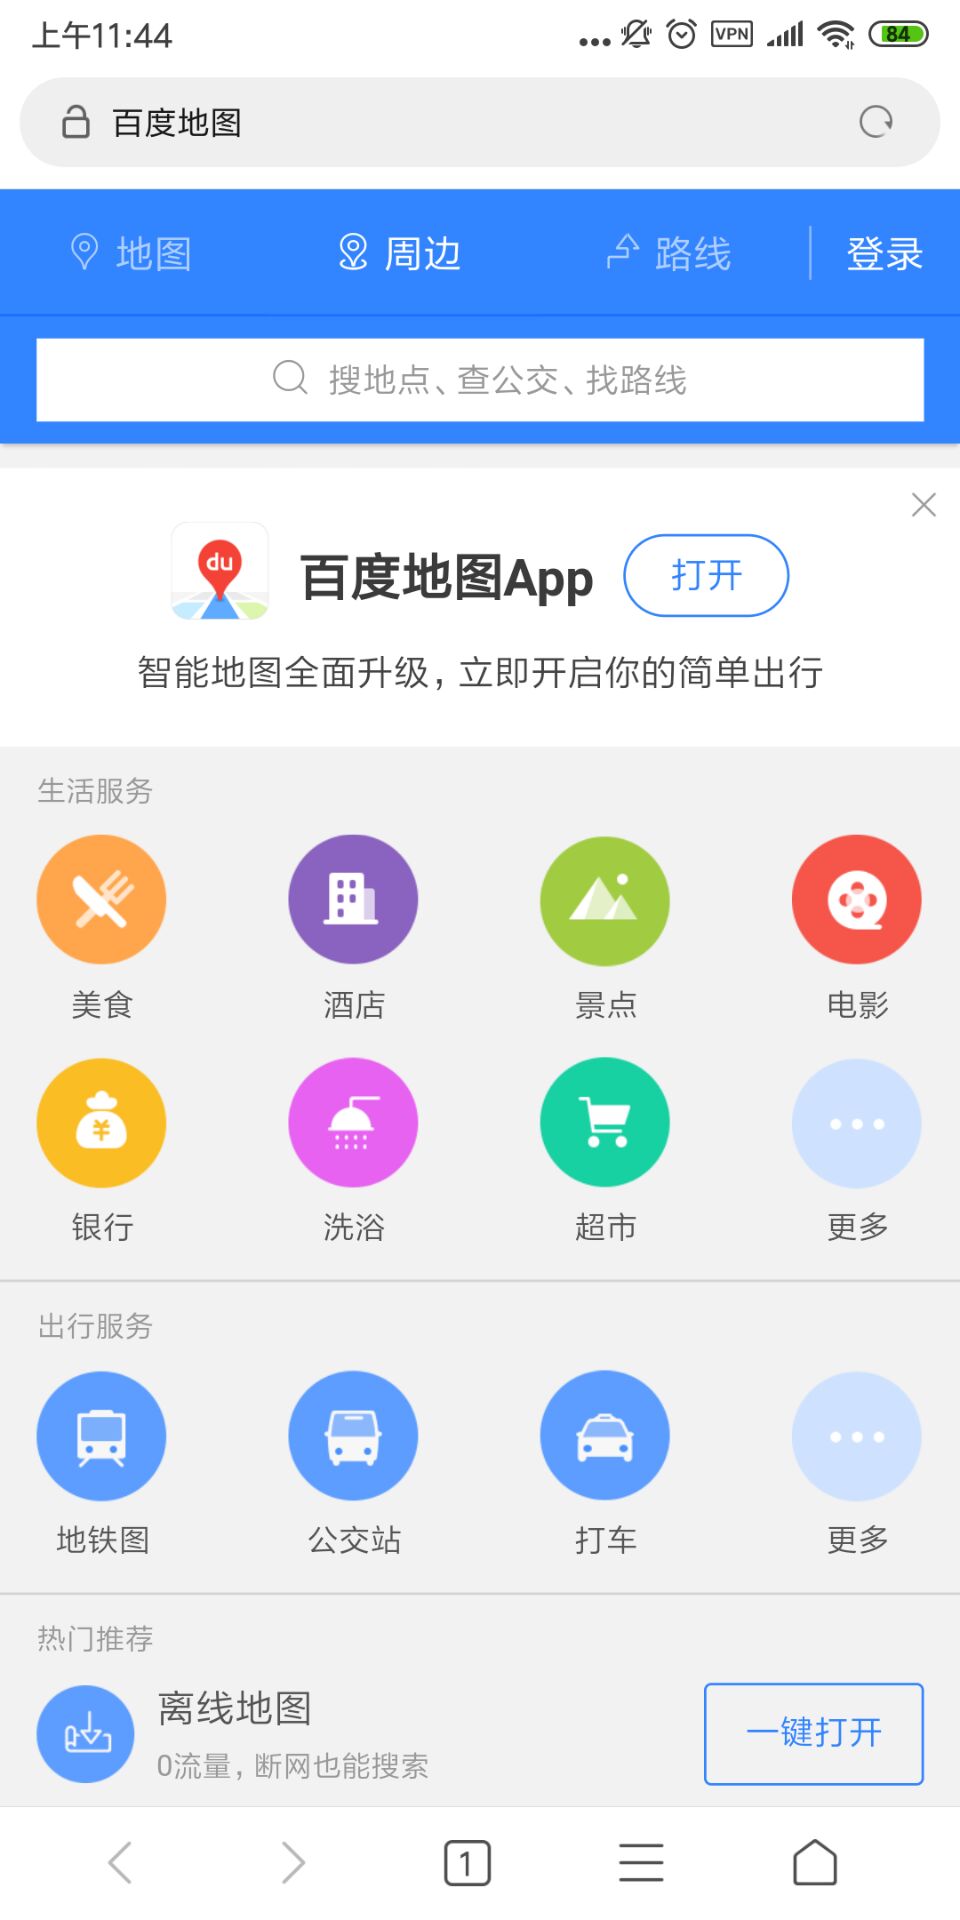 上午11:44
VPN
84
百度地图
地图 周边 路线 登录
搜地点、查公交、找路线
du
百度地图App 打开
智能地图全面升级，立即开启你的简单出行
生活服务
美食 酒店 景点 电影
¥
银行 洗浴 超市 更多
出行服务
地铁图 公交站 打车 更多
热门推荐
离线地图
0流量，断网也能搜索
一键打开
1